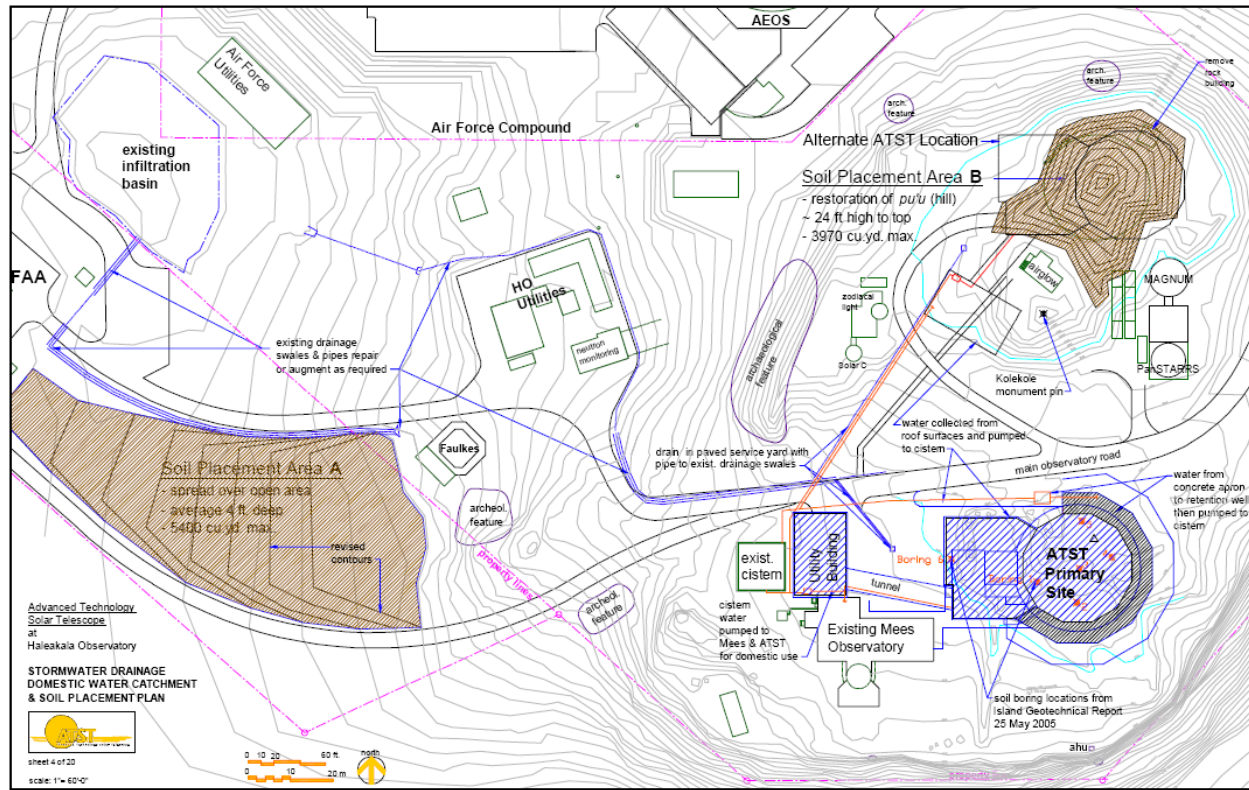 AEOS
Air Force
Utilities
arch.
feature
remove
rock
building
arch.
feature
Air Force Compound
Alternate ATST Location
existing
infiltration
basin
Soil Placement Area B
- restoration of pu'u (hill)
~ 24 ft high to top
- 3970 cu.yd. max.
FAA
HO
Utilities
airglow
MAGNUM
zodiacal
light
neutron
monitoring
archaeological
feature
existing drainage
swales & pipes repair
or augment as required
Solar C
PanSTARRS
Kolekole
monument pin
water collected from
roof surfaces and pumped
to cistern
Faulkes
drain in paved service yard with
pipe to exist. drainage swales
main observatory road
Soil Placement Area A
- spread over open area
- average 4 ft. deep
- 5400 cu.yd. max.
water from
concrete apron
to retention well
then pumped to
cistern
archeol.
feature
revised
contours
property line
exist.
cistern
Utility
Building
Boring
tunnel
ATST
Primary
Site
2
archeol.
feature
cistern
water
pumped to
Mees & ATST
for domestic use
Existing Mees
Observatory
Advanced Technology
Solar Telescope
at
Haleakala Observatory
STORMWATER DRAINAGE
DOMESTIC WATER CATCHMENT
& SOIL PLACEMENT PLAN
soil boring locations from
Island Geotechnical Report
25 May 2005
ATST
sheet 4 of 20
scale: 1"= 60'-0"
0 10 20 60 ft.
0 10 20 m
north
ahu
property line